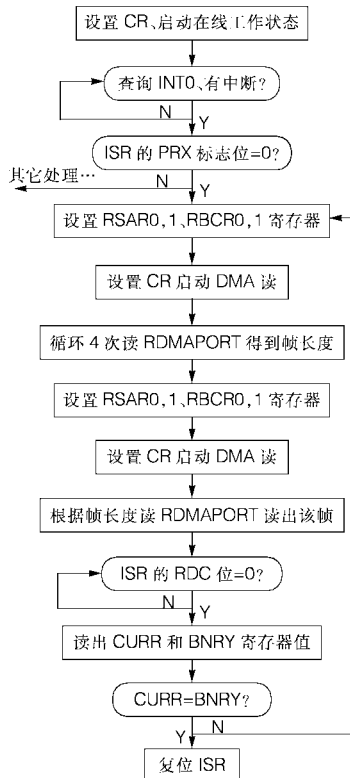 设置 CR、启动在线工作状态
查询 INT0、有中断?
N
Y
ISR 的 PRX 标志位=0?
其它处理…
N
Y
设置 RSAR0,1、RBCR0,1 寄存器
设置 CR 启动 DMA 读
循环 4 次读 RDMAPORT 得到帧长度
设置 RSAR0,1、RBCR0,1 寄存器
设置 CR 启动 DMA 读
根据帧长度读 RDMAPORT 读出该帧
ISR 的 RDC 位=0?
N
Y
读出 CURR 和 BNRY 寄存器值
CURR=BNRY?
Y
N
复位 ISR